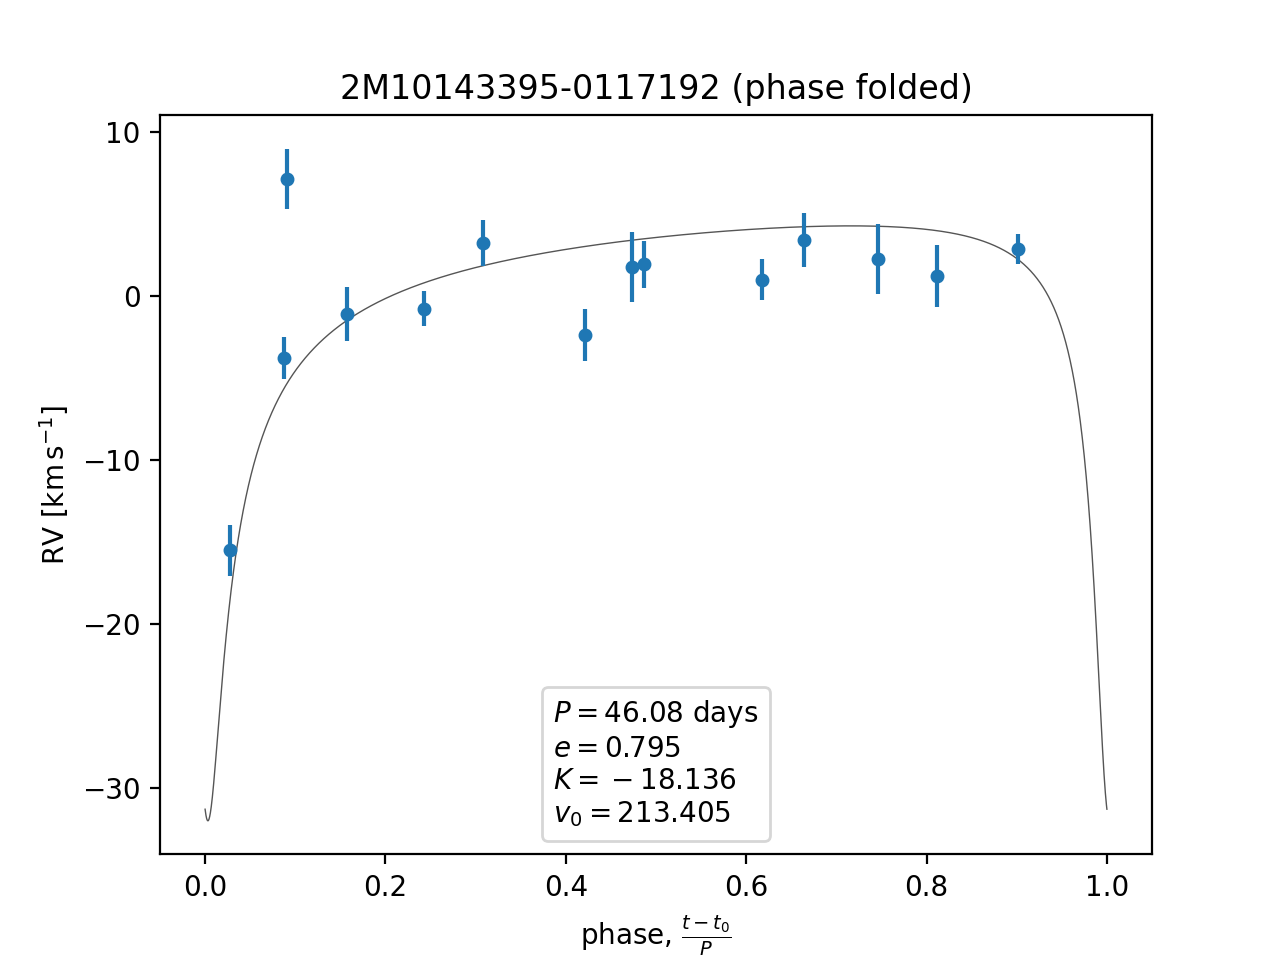 2M10143395-0117192 (phase folded)
10
0
−10
−20
−30
RV [km s⁻¹]
P = 46.08 days
e = 0.795
K = −18.136
v₀ = 213.405
0.0 0.2 0.4 0.6 0.8 1.0
phase, (t − t₀)/P